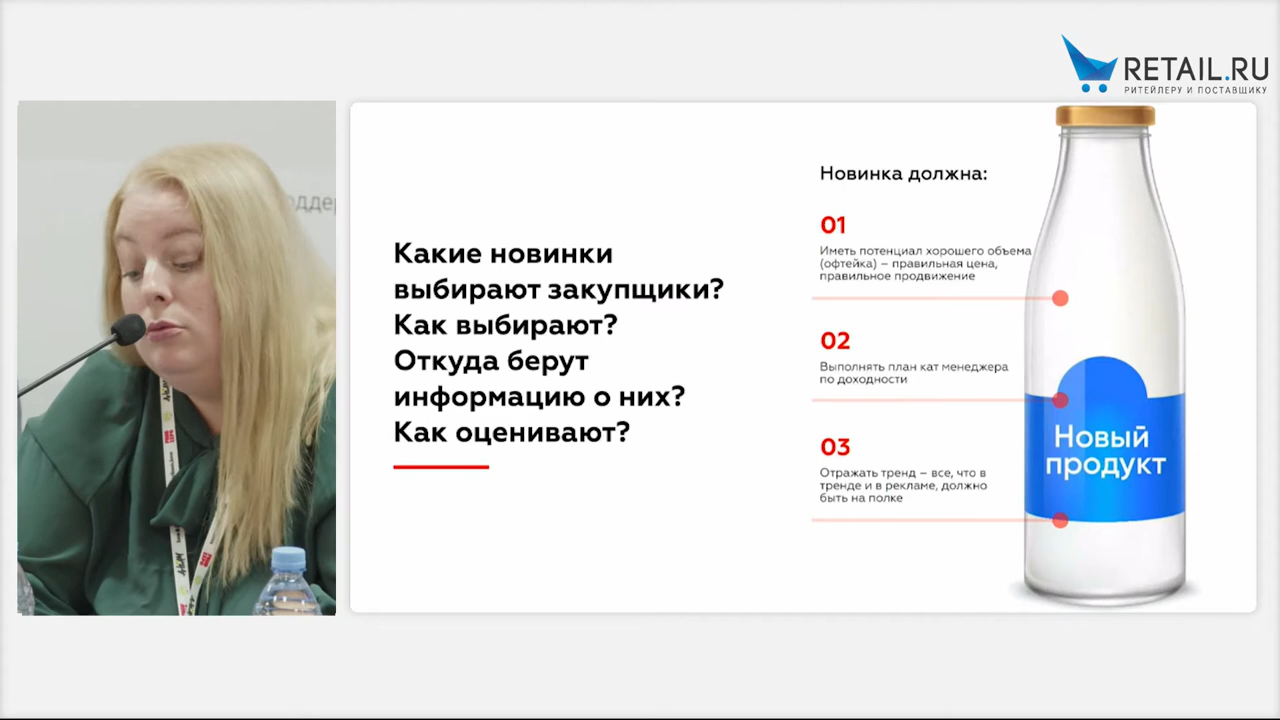 RETAIL.RU
РИТЕЙЛЕРУ И ПОСТАВЩИКУ
Какие новинки
выбирают закупщики?
Как выбирают?
Откуда берут
информацию о них?
Как оценивают?
Новинка должна:
01
Иметь потенциал хорошего объема
(офтейка) – правильная цена,
правильное продвижение
02
Выполнять план кат менеджера
по доходности
03
Отражать тренд – все, что в
тренде и в рекламе, должно
быть на полке
Новый
продукт